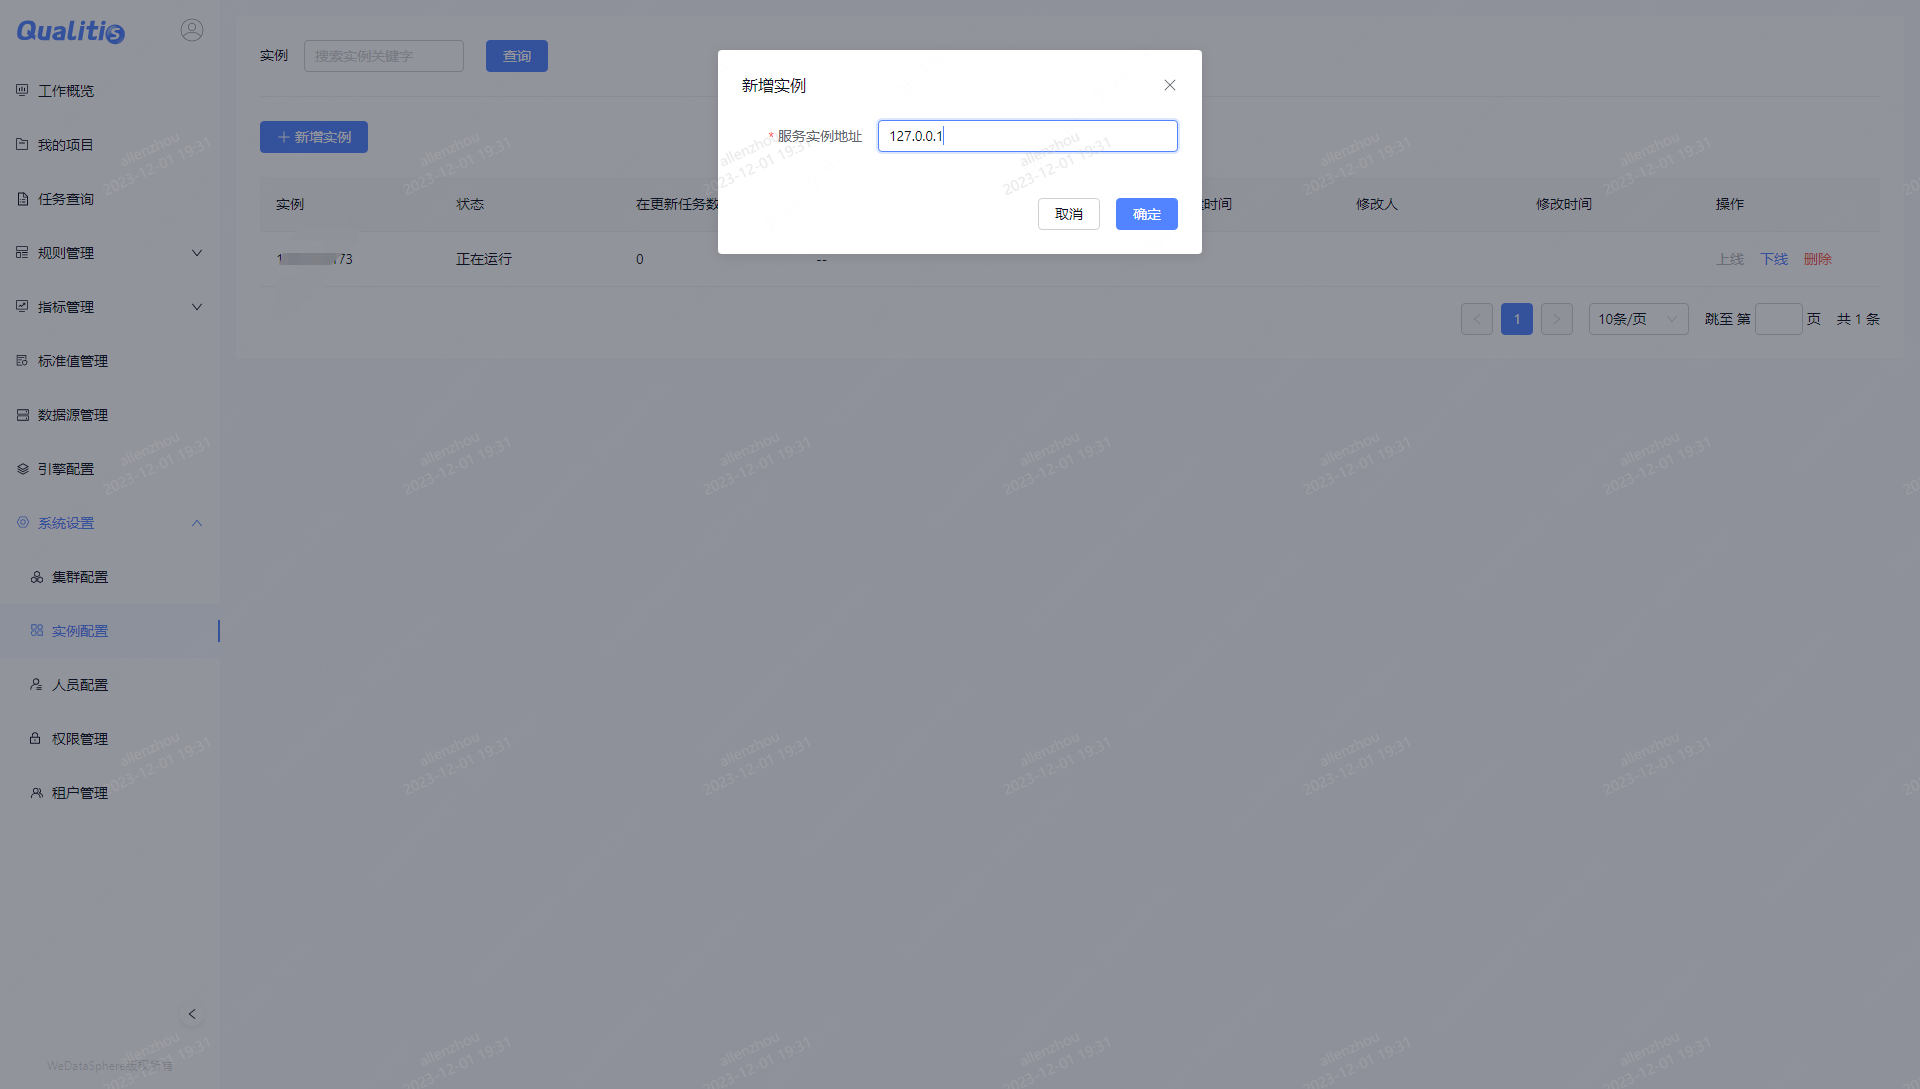 Qualitis
工作概览
我的项目
任务查询
规则管理
指标管理
标准值管理
数据源管理
引擎配置
系统设置
集群配置
实例配置
人员配置
权限管理
租户管理
WeDataSphere版权所有
实例 搜索实例关键字 查询
新增实例
实例 状态 在更新任务数 时间 修改人 修改时间 操作
173 正在运行 0 -- 上线 下线 删除
1 10条/页 跳至 第 页 共 1 条
新增实例
* 服务实例地址 127.0.0.1
取消 确定
allenzhou
2023-12-01 19:31